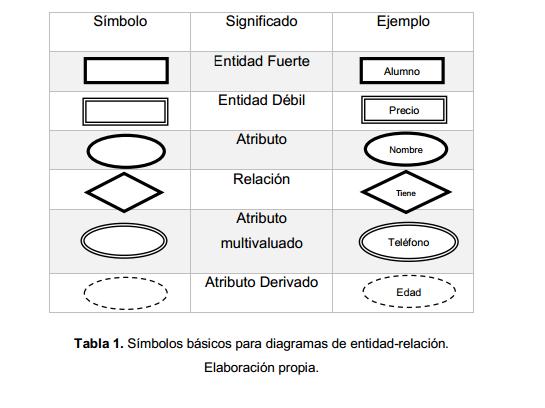 Símbolo Significado Ejemplo
Entidad Fuerte Alumno
Entidad Débil Precio
Atributo Nombre
Relación Tiene
Atributo
multivaluado Teléfono
Atributo Derivado Edad
Tabla 1. Símbolos básicos para diagramas de entidad-relación.
Elaboración propia.